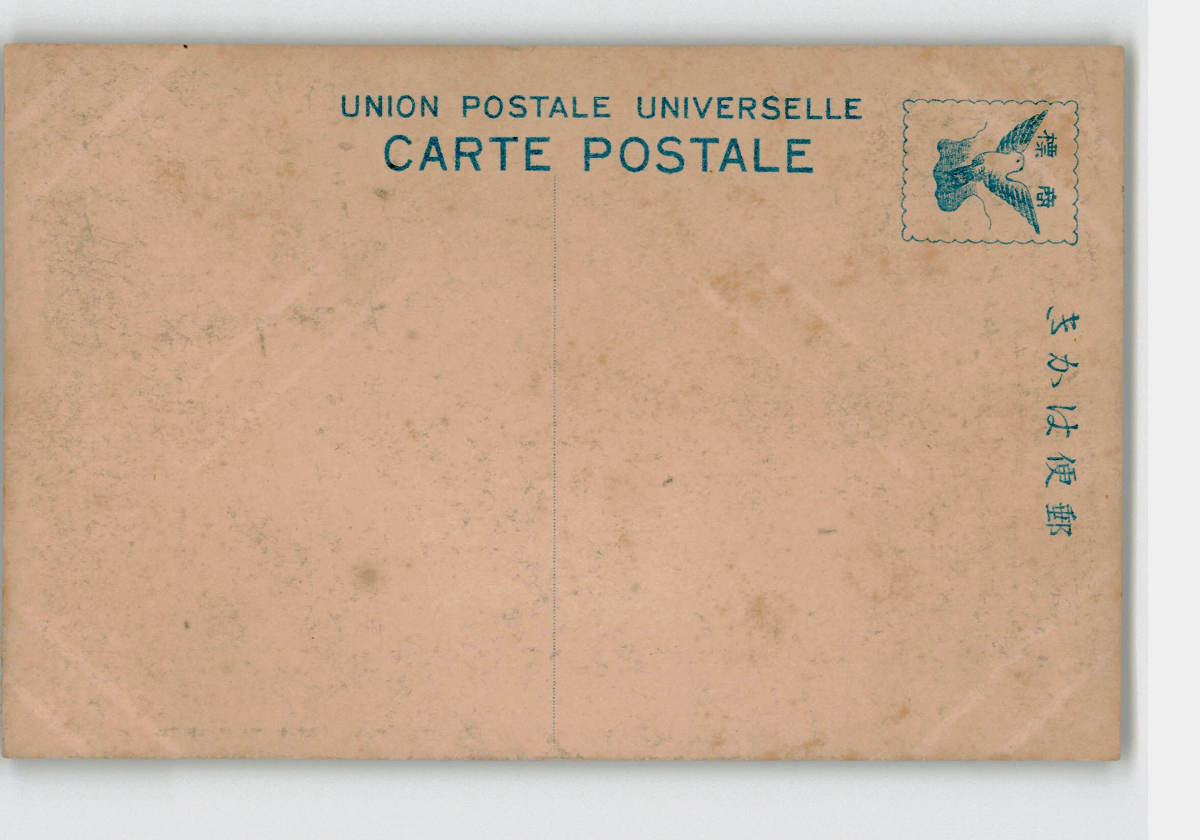 UNION POSTALE UNIVERSELLE
CARTE POSTALE
商標
郵便はかき